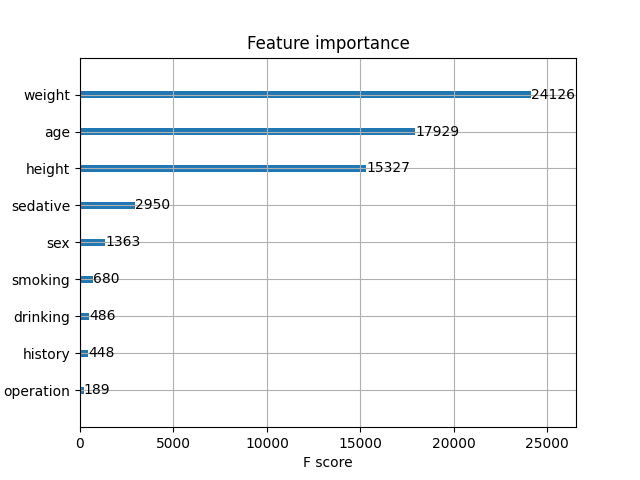 Feature importance
weight 24126
age 17929
height 15327
sedative 2950
sex 1363
smoking 680
drinking 486
history 448
operation 189
0 5000 10000 15000 20000 25000
F score